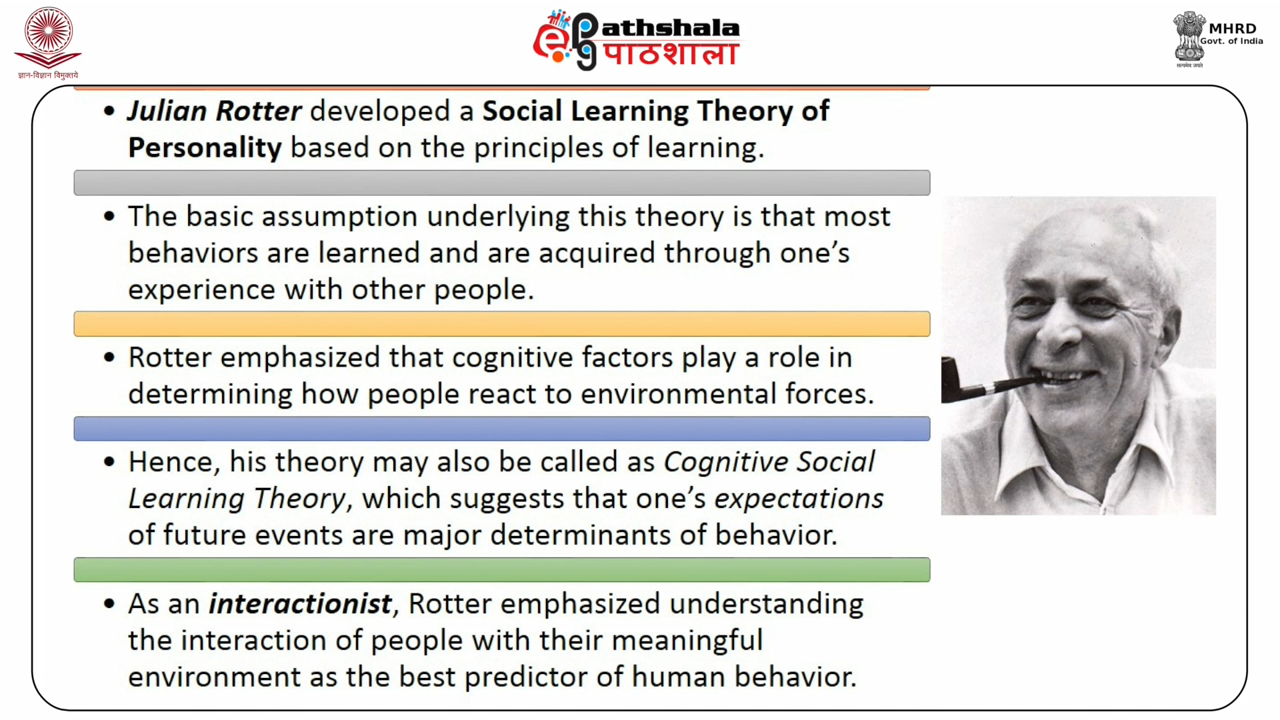 ज्ञान-विज्ञान विमुक्तये
epg
athshala
पाठशाला
MHRD
Govt. of India
सत्यमेव जयते
• Julian Rotter developed a Social Learning Theory of
Personality based on the principles of learning.
• The basic assumption underlying this theory is that most
behaviors are learned and are acquired through one’s
experience with other people.
• Rotter emphasized that cognitive factors play a role in
determining how people react to environmental forces.
• Hence, his theory may also be called as Cognitive Social
Learning Theory, which suggests that one’s expectations
of future events are major determinants of behavior.
• As an interactionist, Rotter emphasized understanding
the interaction of people with their meaningful
environment as the best predictor of human behavior.